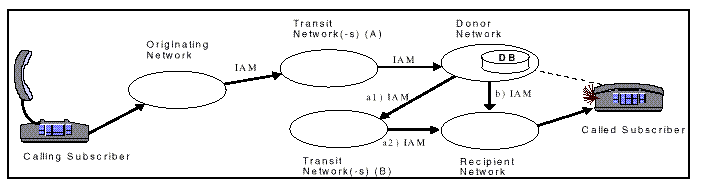 Transit
Network(-s) (A)
Donor
Network
Originating
Network
IAM
IAM
DB
a1) IAM
b) IAM
a2) IAM
Calling Subscriber
Called Subscriber
Transit
Network(-s) (B)
Recipient
Network